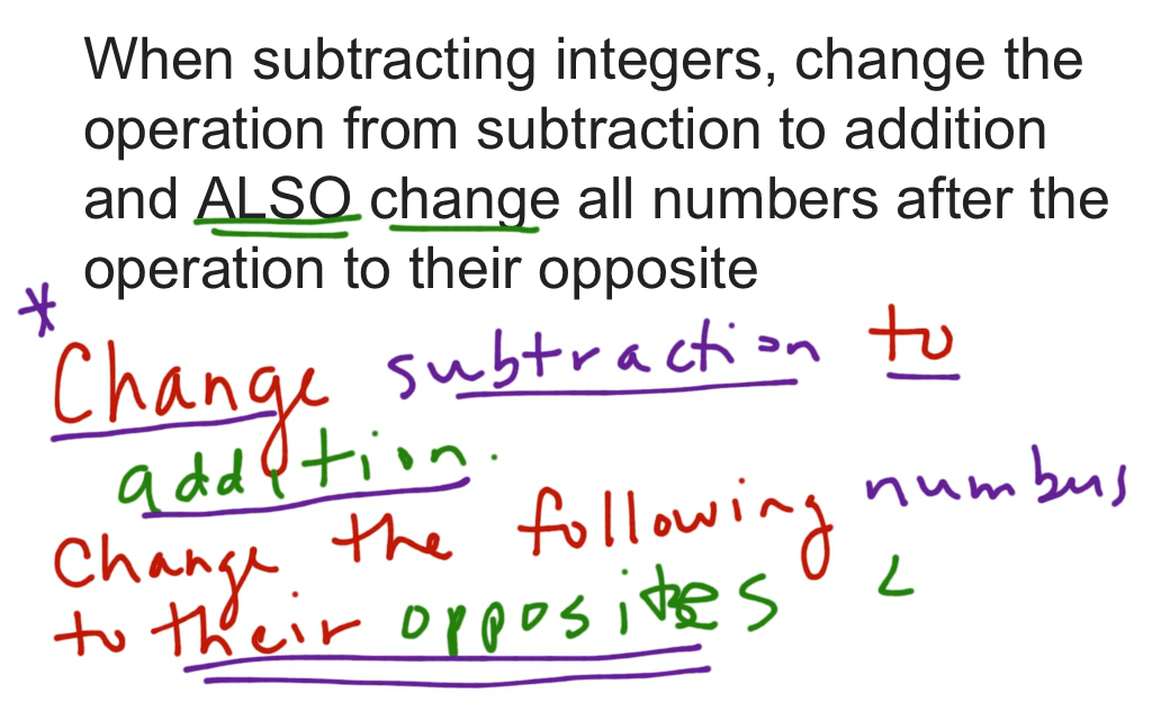 When subtracting integers, change the
operation from subtraction to addition
and ALSO change all numbers after the
operation to their opposite
* Change subtraction to
addition.
Change the following numbers
to their opposites